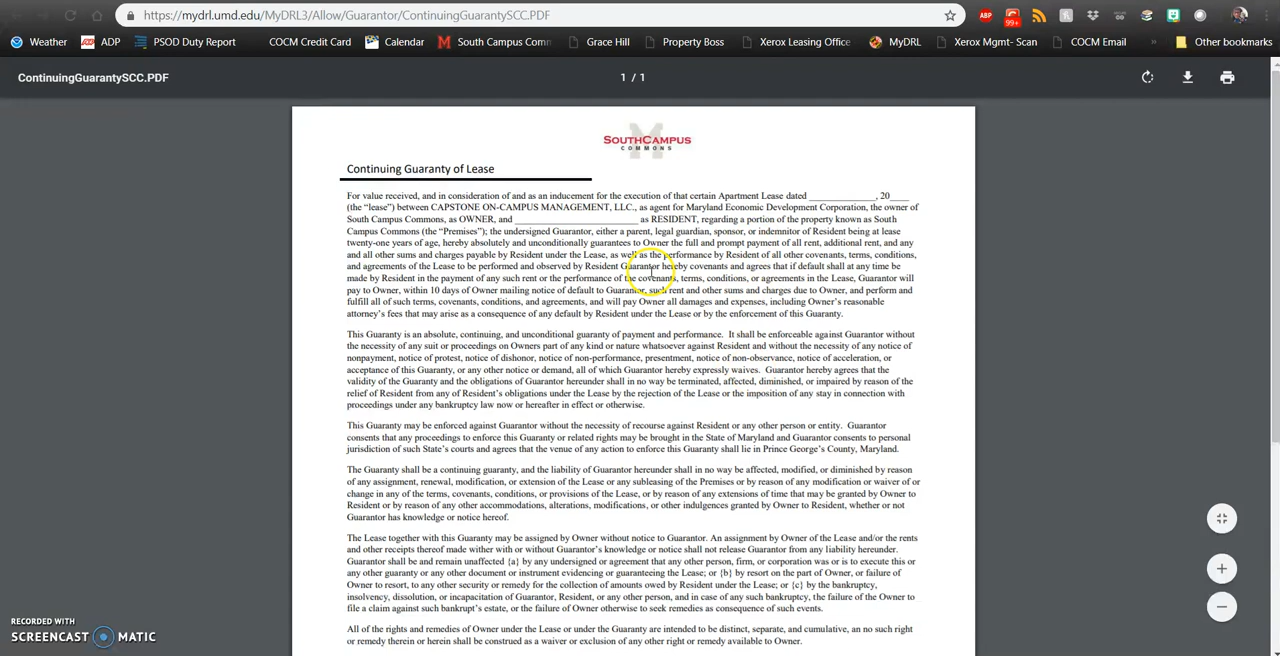 https://mydrl.umd.edu/MyDRL3/Allow/Guarantor/ContinuingGuarantySCC.PDF
ABP 99+
Weather ADP PSOD Duty Report COCM Credit Card Calendar South Campus Comm Grace Hill Property Boss Xerox Leasing Office MyDRL Xerox Mgmt- Scan COCM Email » Other bookmarks
ContinuingGuarantySCC.PDF 1 / 1
SOUTHCAMPUS
COMMONS
Continuing Guaranty of Lease
For value received, and in consideration of and as an inducement for the execution of that certain Apartment Lease dated _____________, 20____
(the “lease”) between CAPSTONE ON-CAMPUS MANAGEMENT, LLC., as agent for Maryland Economic Development Corporation, the owner of
South Campus Commons, as OWNER, and ________________________ as RESIDENT, regarding a portion of the property known as South
Campus Commons (the “Premises”); the undersigned Guarantor, either a parent, legal guardian, sponsor, or indemnitor of Resident being at lease
twenty-one years of age, hereby absolutely and unconditionally guarantees to Owner the full and prompt payment of all rent, additional rent, and any
and all other sums and charges payable by Resident under the Lease, as well as the performance by Resident of all other covenants, terms, conditions,
and agreements of the Lease to be performed and observed by Resident Guarantor hereby covenants and agrees that if default shall at any time be
made by Resident in the payment of any such rent or the performance of the covenants, terms, conditions, or agreements in the Lease, Guarantor will
pay to Owner, within 10 days of Owner mailing notice of default to Guarantor, such rent and other sums and charges due to Owner, and perform and
fulfill all of such terms, covenants, conditions, and agreements, and will pay Owner all damages and expenses, including Owner’s reasonable
attorney’s fees that may arise as a consequence of any default by Resident under the Lease or by the enforcement of this Guaranty.
This Guaranty is an absolute, continuing, and unconditional guaranty of payment and performance. It shall be enforceable against Guarantor without
the necessity of any suit or proceedings on Owners part of any kind or nature whatsoever against Resident and without the necessity of any notice of
nonpayment, notice of protest, notice of dishonor, notice of non-performance, presentment, notice of non-observance, notice of acceleration, or
acceptance of this Guaranty, or any other notice or demand, all of which Guarantor hereby expressly waives. Guarantor hereby agrees that the
validity of the Guaranty and the obligations of Guarantor hereunder shall in no way be terminated, affected, diminished, or impaired by reason of the
relief of Resident from any of Resident’s obligations under the Lease by the rejection of the Lease or the imposition of any stay in connection with
proceedings under any bankruptcy law now or hereafter in effect or otherwise.
This Guaranty may be enforced against Guarantor without the necessity of recourse against Resident or any other person or entity. Guarantor
consents that any proceedings to enforce this Guaranty or related rights may be brought in the State of Maryland and Guarantor consents to personal
jurisdiction of such State’s courts and agrees that the venue of any action to enforce this Guaranty shall lie in Prince George’s County, Maryland.
The Guaranty shall be a continuing guaranty, and the liability of Guarantor hereunder shall in no way be affected, modified, or diminished by reason
of any assignment, renewal, modification, or extension of the Lease or any subleasing of the Premises or by reason of any modification or waiver of or
change in any of the terms, covenants, conditions, or provisions of the Lease, or by reason of any extensions of time that may be granted by Owner to
Resident or by reason of any other accommodations, alterations, modifications, or other indulgences granted by Owner to Resident, whether or not
Guarantor has knowledge or notice hereof.
The Lease together with this Guaranty may be assigned by Owner without notice to Guarantor. An assignment by Owner of the Lease and/or the rents
and other receipts thereof made wither with or without Guarantor’s knowledge or notice shall not release Guarantor from any liability hereunder.
Guarantor shall be and remain unaffected {a} by any undersigned or agreement that any other person, firm, or corporation was or is to execute this or
any other guaranty or any other document or instrument evidencing or guaranteeing the Lease; or {b} by resort on the part of Owner, or failure of
Owner to resort, to any other security or remedy for the collection of amounts owed by Resident under the Lease; or {c} by the bankruptcy,
insolvency, dissolution, or incapacitation of Guarantor, Resident, or any other person, and in case of any such bankruptcy, the failure of the Owner to
file a claim against such bankrupt’s estate, or the failure of Owner otherwise to seek remedies as consequence of such events.
All of the rights and remedies of Owner under the Lease or under the Guaranty are intended to be distinct, separate, and cumulative, an no such right
or remedy therein or herein shall be construed as a waiver or exclusion of any other right or remedy available to Owner.
RECORDED WITH
SCREENCAST MATIC